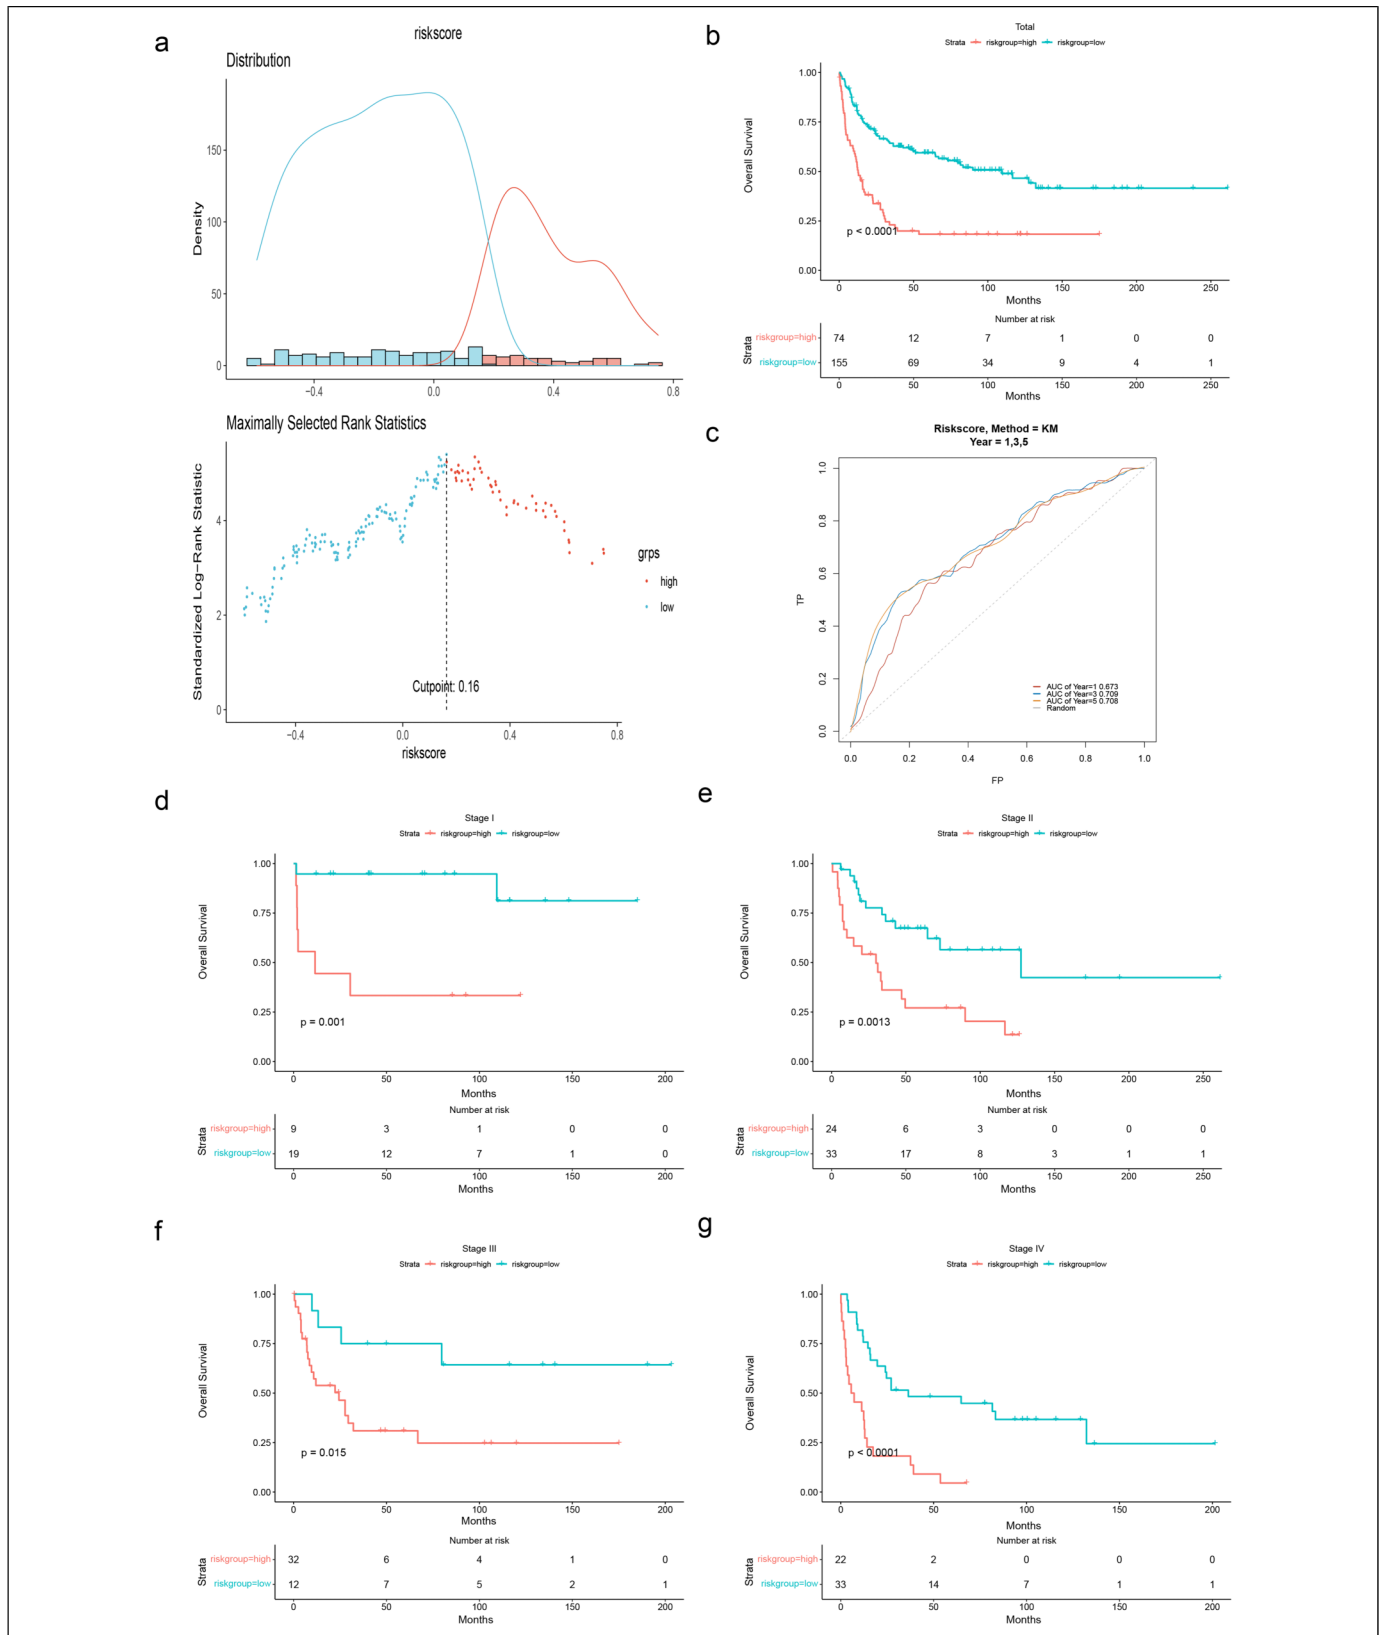 a
riskscore
Distribution
Density
150
100
50
0
−0.4 0.0 0.4 0.8
Maximally Selected Rank Statistics
Standardized Log−Rank Statistic
4
2
0
Cutpoint: 0.16
−0.4 0.0 0.4 0.8
riskscore
grps
high
low
b
Total
Strata riskgroup=high riskgroup=low
Overall Survival
1.00
0.75
0.50
0.25
0.00
p < 0.0001
0 50 100 150 200 250
Months
Number at risk
Strata
riskgroup=high 74 12 7 1 0 0
riskgroup=low 155 69 34 9 4 1
0 50 100 150 200 250
Months
c
Riskscore, Method = KM
Year = 1,3,5
TP
1.0
0.8
0.6
0.4
0.2
0.0
AUC of Year=1 0.673
AUC of Year=3 0.709
AUC of Year=5 0.708
Random
0.0 0.2 0.4 0.6 0.8 1.0
FP
d
Stage I
Strata riskgroup=high riskgroup=low
Overall Survival
1.00
0.75
0.50
0.25
0.00
p = 0.001
0 50 100 150 200
Months
Number at risk
Strata
riskgroup=high 9 3 1 0 0
riskgroup=low 19 12 7 1 0
0 50 100 150 200
Months
e
Stage II
Strata riskgroup=high riskgroup=low
Overall Survival
1.00
0.75
0.50
0.25
0.00
p = 0.0013
0 50 100 150 200 250
Months
Number at risk
Strata
riskgroup=high 24 6 3 0 0 0
riskgroup=low 33 17 8 3 1 1
0 50 100 150 200 250
Months
f
Stage III
Strata riskgroup=high riskgroup=low
Overall Survival
1.00
0.75
0.50
0.25
0.00
p = 0.015
0 50 100 150 200
Months
Number at risk
Strata
riskgroup=high 32 6 4 1 0
riskgroup=low 12 7 5 2 1
0 50 100 150 200
Months
g
Stage IV
Strata riskgroup=high riskgroup=low
Overall Survival
1.00
0.75
0.50
0.25
0.00
p < 0.0001
0 50 100 150 200
Months
Number at risk
Strata
riskgroup=high 22 2 0 0 0
riskgroup=low 33 14 7 1 1
0 50 100 150 200
Months